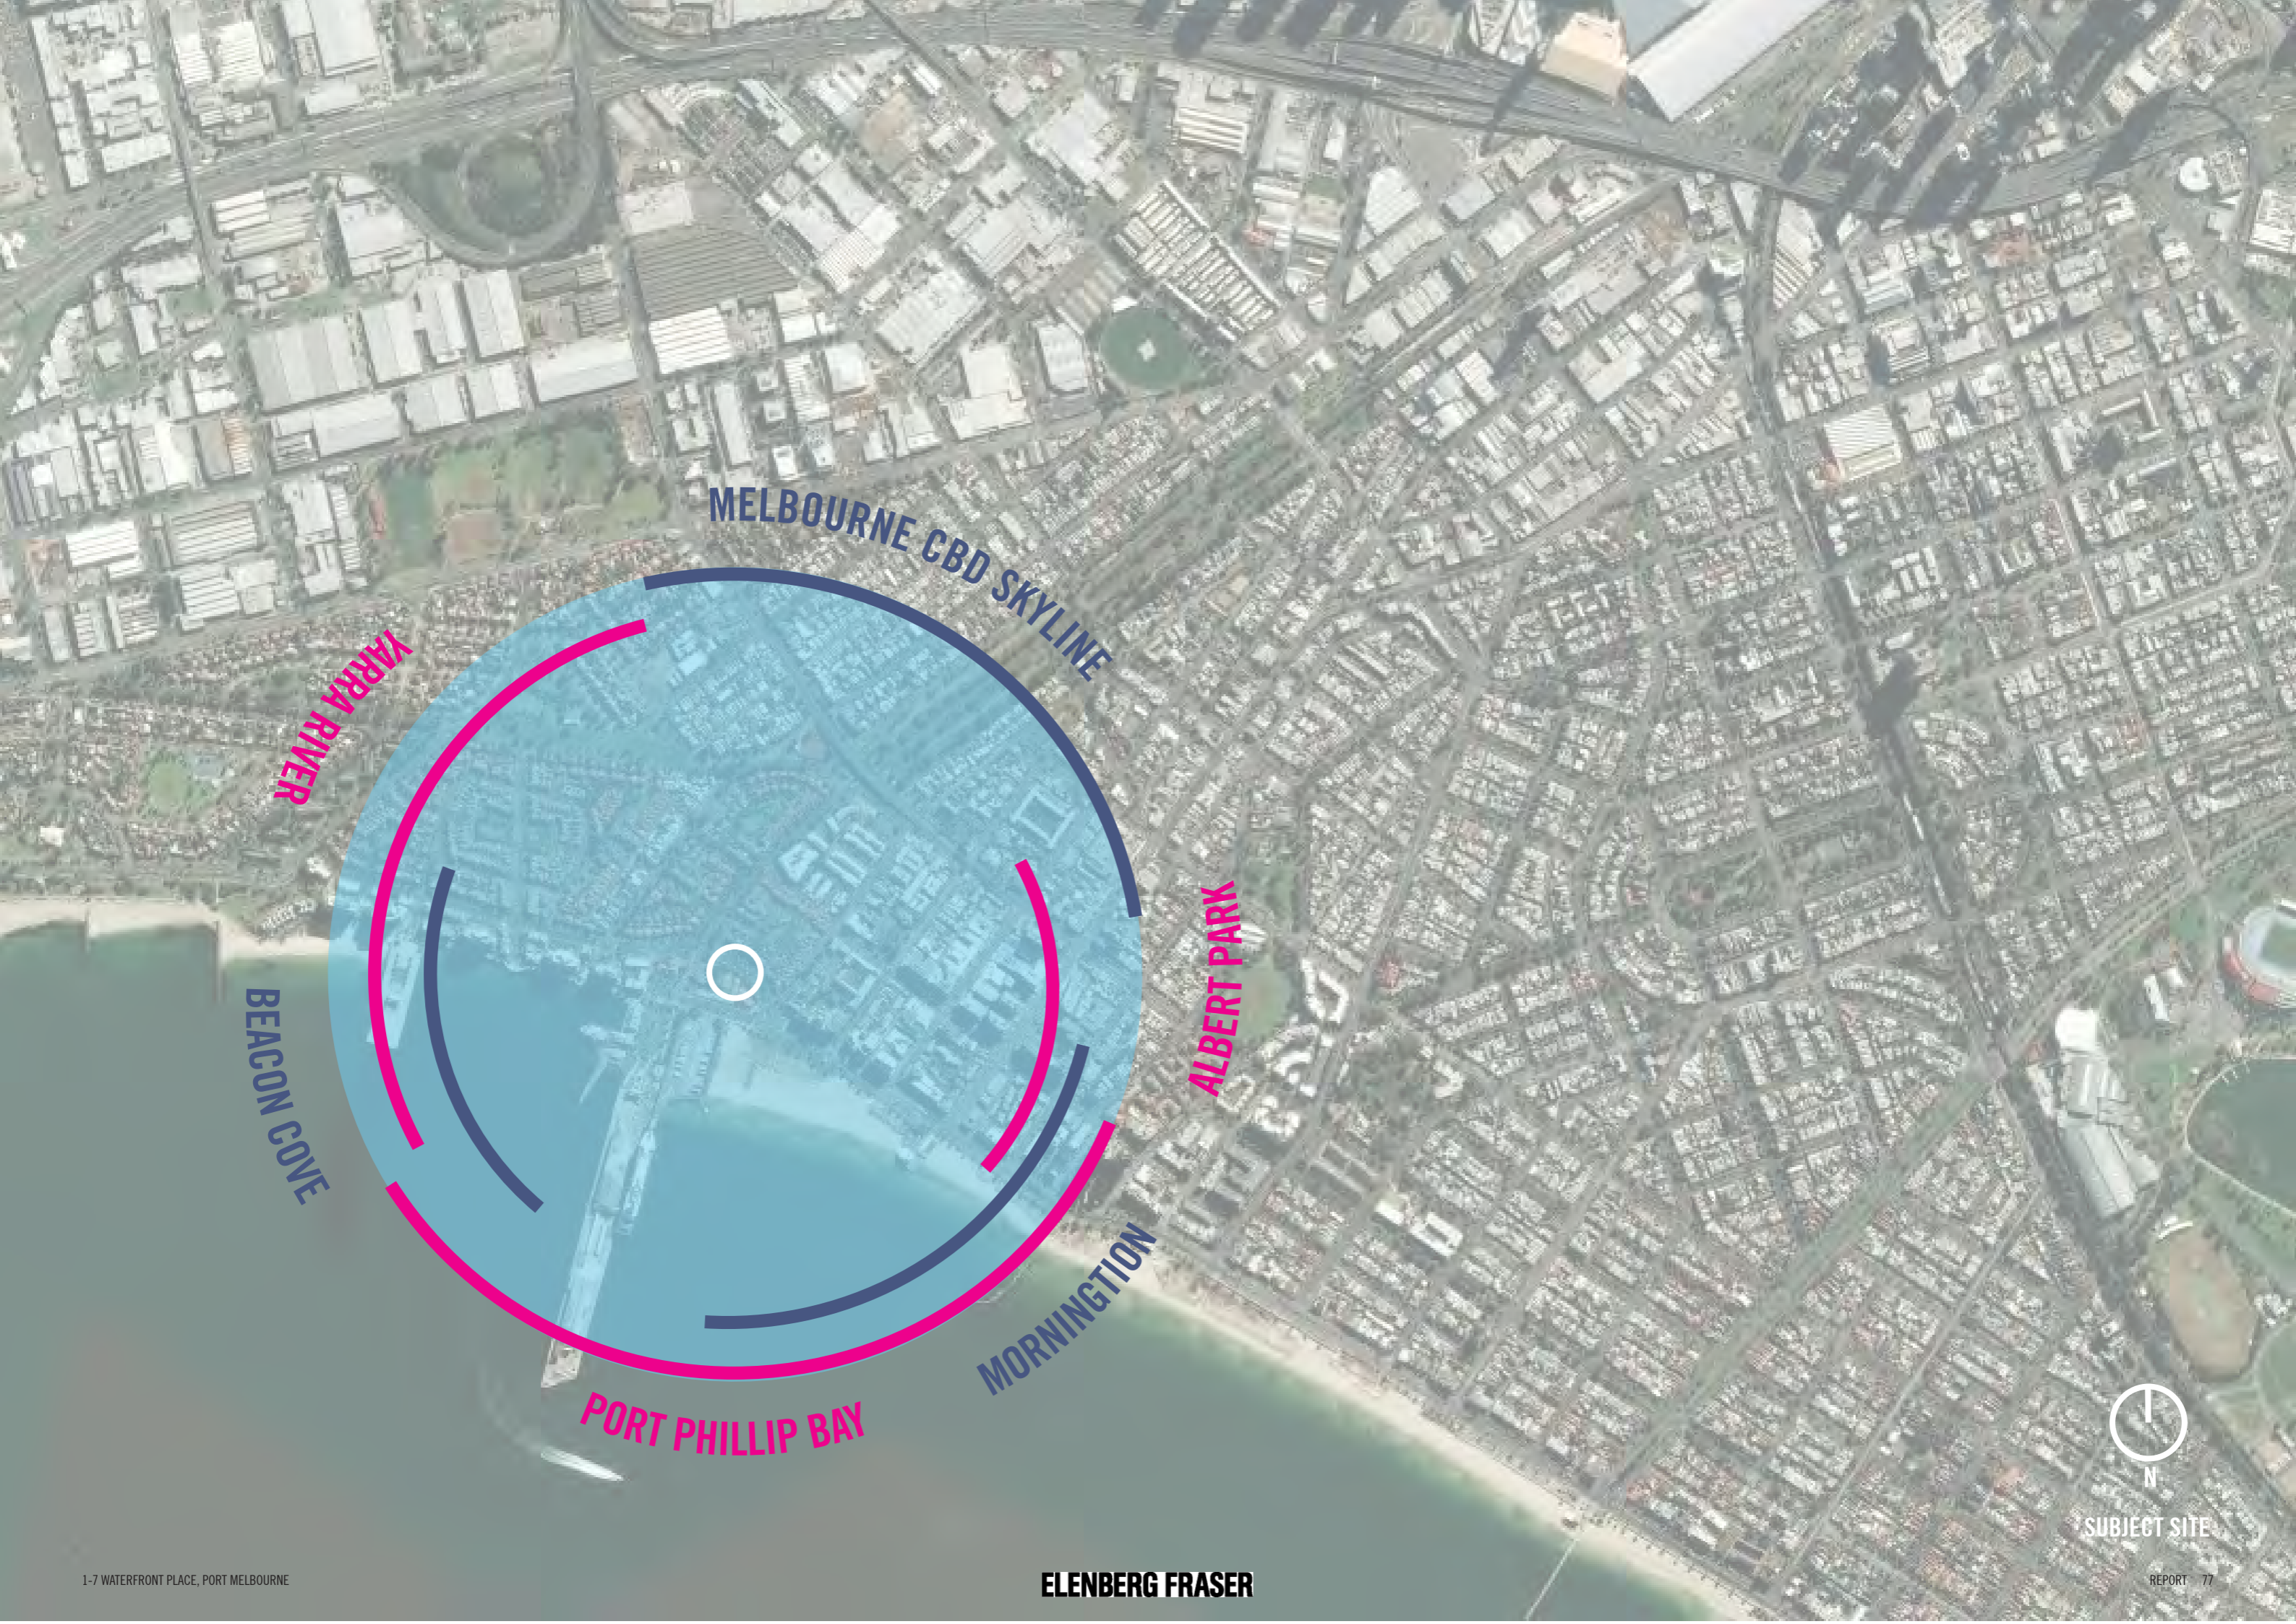 MELBOURNE CBD SKYLINE
YARRA RIVER
ALBERT PARK
BEACON COVE
MORNINGTION
PORT PHILLIP BAY
N
SUBJECT SITE
1-7 WATERFRONT PLACE, PORT MELBOURNE
ELENBERG FRASER
REPORT 77